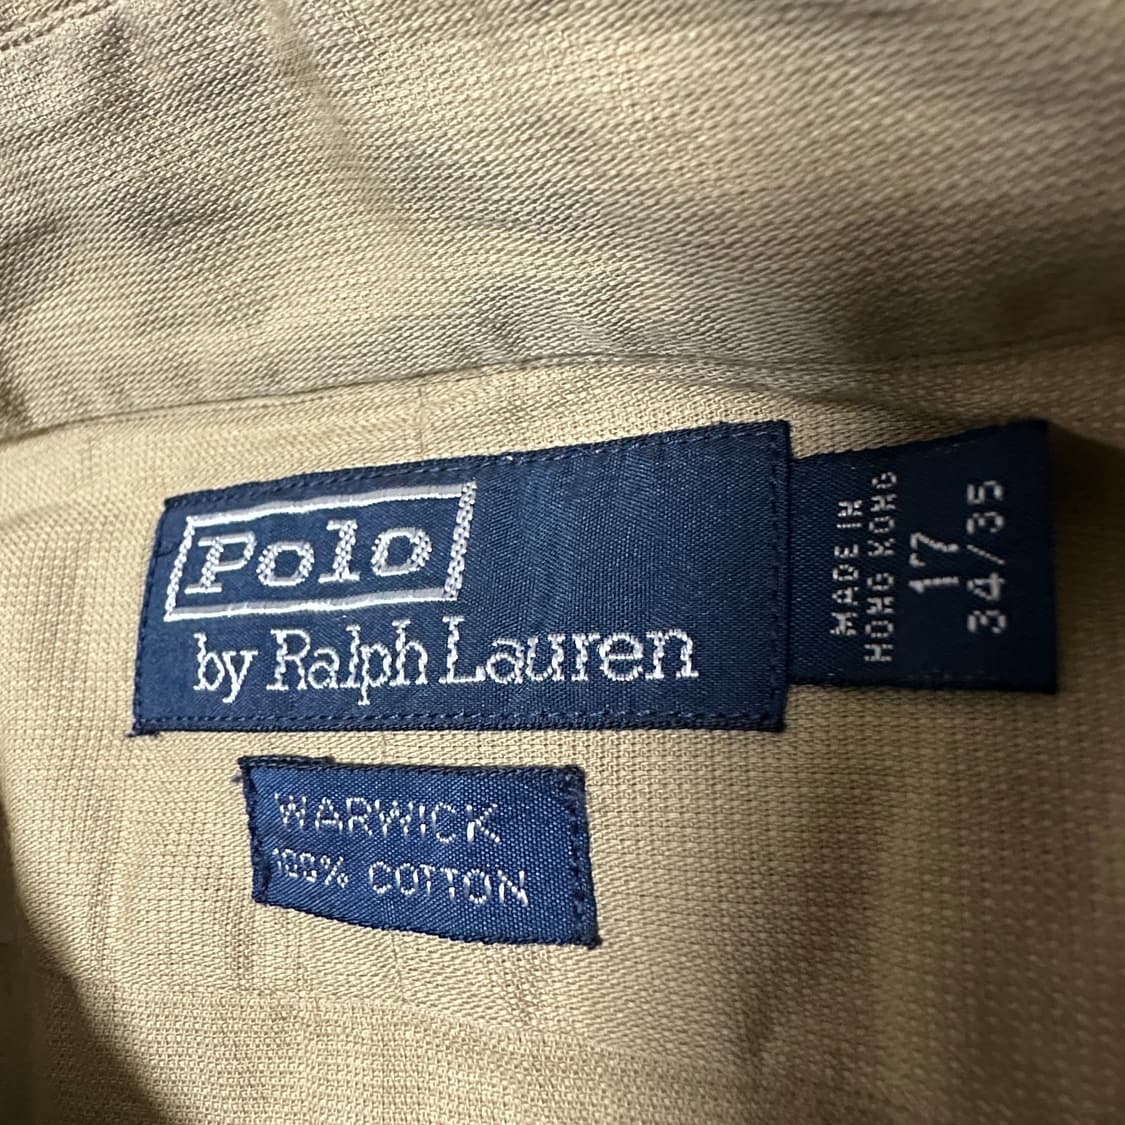 Polo
by Ralph Lauren
MADE IN
HONG KONG
17
34/35
WARWICK
100% COTTON